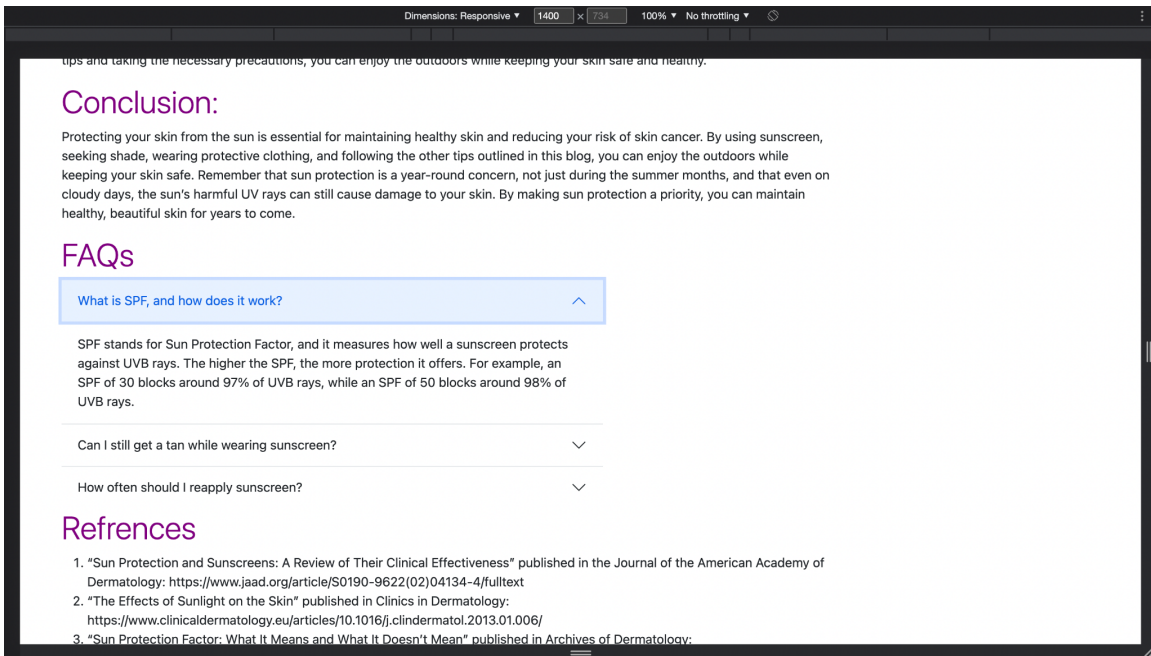 Dimensions: Responsive ▼ 1400 × 734 100% ▼ No throttling ▼
tips and taking the necessary precautions, you can enjoy the outdoors while keeping your skin safe and healthy.
Conclusion:
Protecting your skin from the sun is essential for maintaining healthy skin and reducing your risk of skin cancer. By using sunscreen,
seeking shade, wearing protective clothing, and following the other tips outlined in this blog, you can enjoy the outdoors while
keeping your skin safe. Remember that sun protection is a year-round concern, not just during the summer months, and that even on
cloudy days, the sun's harmful UV rays can still cause damage to your skin. By making sun protection a priority, you can maintain
healthy, beautiful skin for years to come.
FAQs
What is SPF, and how does it work?
SPF stands for Sun Protection Factor, and it measures how well a sunscreen protects
against UVB rays. The higher the SPF, the more protection it offers. For example, an
SPF of 30 blocks around 97% of UVB rays, while an SPF of 50 blocks around 98% of
UVB rays.
Can I still get a tan while wearing sunscreen?
How often should I reapply sunscreen?
Refrences
1. “Sun Protection and Sunscreens: A Review of Their Clinical Effectiveness” published in the Journal of the American Academy of
Dermatology: https://www.jaad.org/article/S0190-9622(02)04134-4/fulltext
2. “The Effects of Sunlight on the Skin” published in Clinics in Dermatology:
https://www.clinicaldermatology.eu/articles/10.1016/j.clindermatol.2013.01.006/
3. “Sun Protection Factor: What It Means and What It Doesn’t Mean” published in Archives of Dermatology: